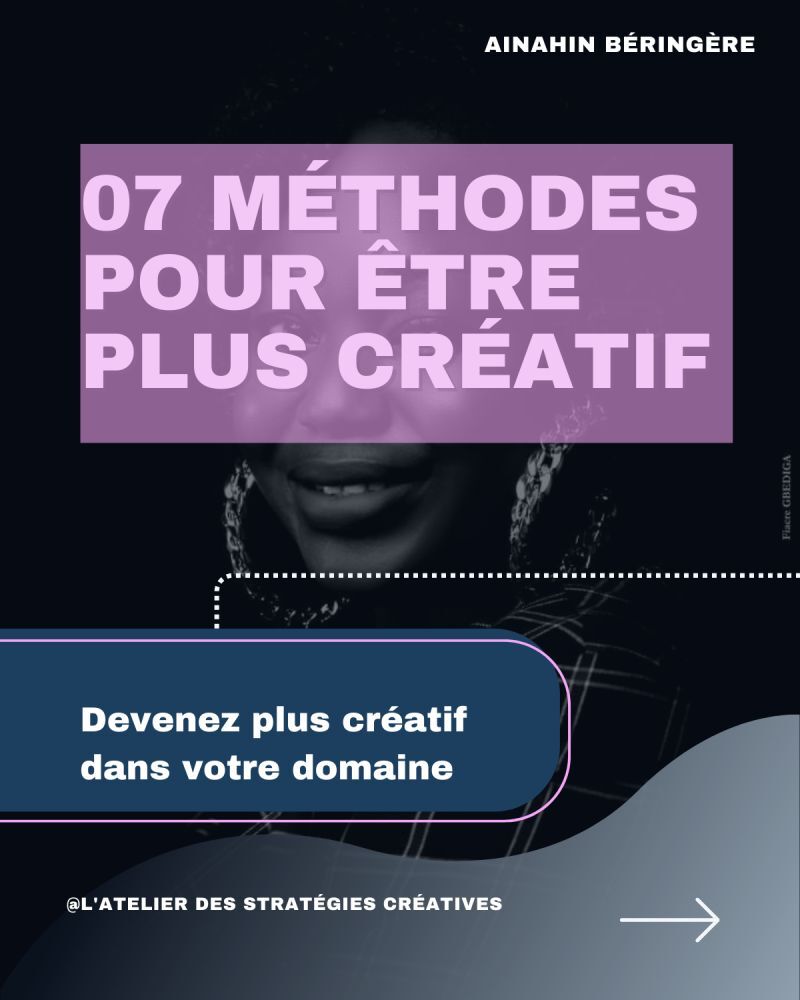 AINAHIN BÉRINGÈRE
07 MÉTHODES
POUR ÊTRE
PLUS CRÉATIF
Fiacre GBEDIGA
Devenez plus créatif
dans votre domaine
@L'ATELIER DES STRATÉGIES CRÉATIVES